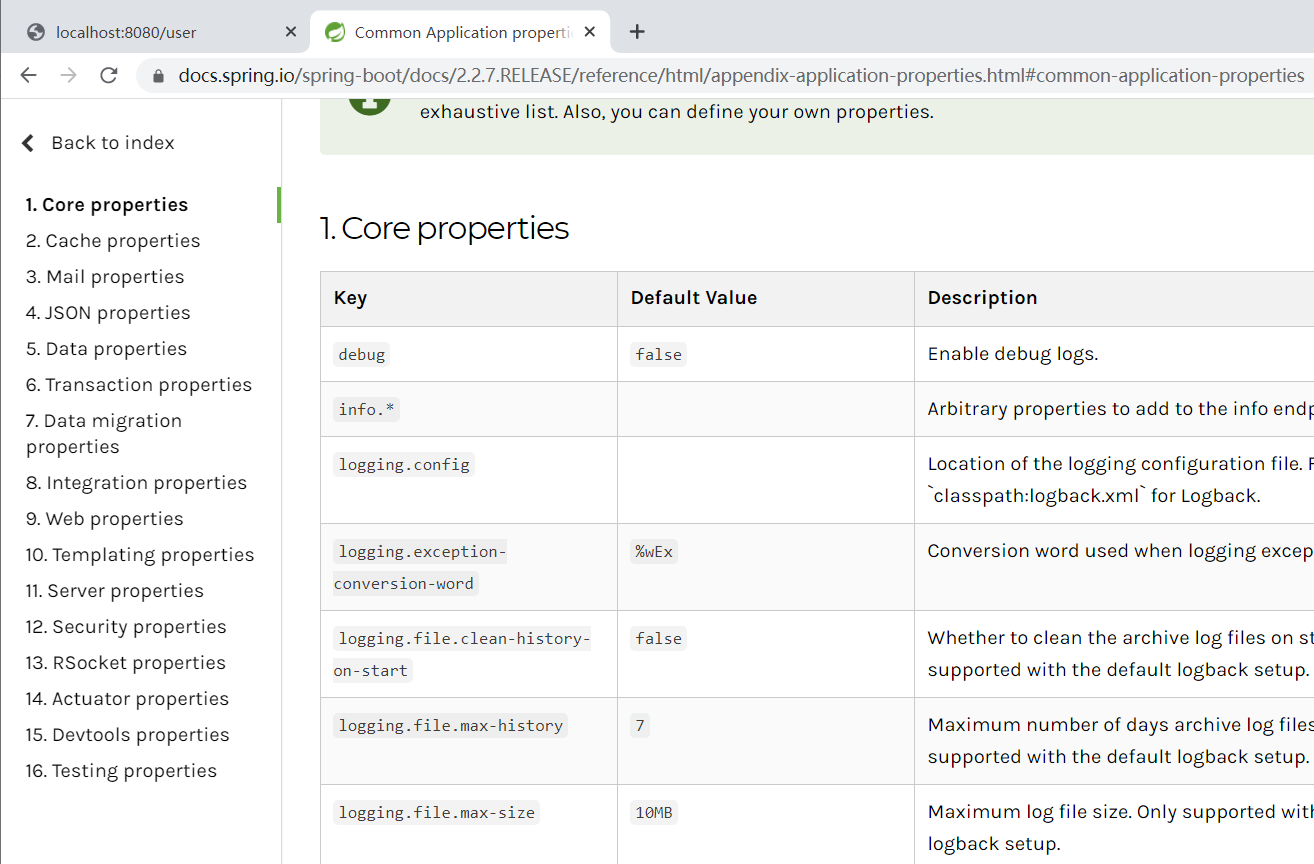 localhost:8080/user
Common Application properti
docs.spring.io/spring-boot/docs/2.2.7.RELEASE/reference/html/appendix-application-properties.html#common-application-properties
exhaustive list. Also, you can define your own properties.
Back to index
1. Core properties
2. Cache properties
3. Mail properties
4. JSON properties
5. Data properties
6. Transaction properties
7. Data migration
properties
8. Integration properties
9. Web properties
10. Templating properties
11. Server properties
12. Security properties
13. RSocket properties
14. Actuator properties
15. Devtools properties
16. Testing properties
1. Core properties
Key Default Value Description
debug false Enable debug logs.
info.* Arbitrary properties to add to the info endp
logging.config Location of the logging configuration file. F
`classpath:logback.xml` for Logback.
logging.exception- %wEx Conversion word used when logging excep
conversion-word
logging.file.clean-history- false Whether to clean the archive log files on st
on-start supported with the default logback setup.
logging.file.max-history 7 Maximum number of days archive log files
supported with the default logback setup.
logging.file.max-size 10MB Maximum log file size. Only supported with
logback setup.